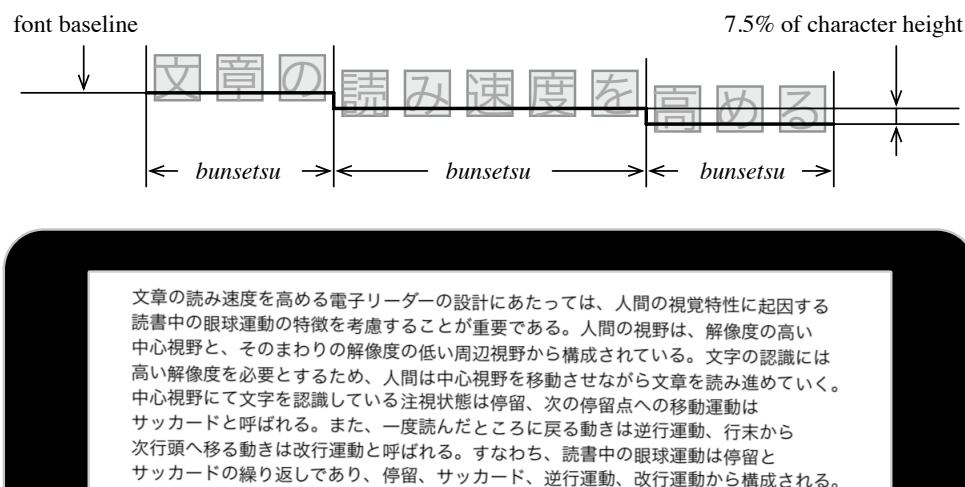 font baseline
7.5% of character height
文章の読み速度を高める
bunsetsu bunsetsu bunsetsu
文章の読み速度を高める電子リーダーの設計にあたっては、人間の視覚特性に起因する
読書中の眼球運動の特徴を考慮することが重要である。人間の視野は、解像度の高い
中心視野と、そのまわりの解像度の低い周辺視野から構成されている。文字の認識には
高い解像度を必要とするため、人間は中心視野を移動させながら文章を読み進めていく。
中心視野にて文字を認識している注視状態は停留、次の停留点への移動運動は
サッカードと呼ばれる。また、一度読んだところに戻る動きは逆行運動、行末から
次行頭へ移る動きは改行運動と呼ばれる。すなわち、読書中の眼球運動は停留と
サッカードの繰り返しであり、停留、サッカード、逆行運動、改行運動から構成される。